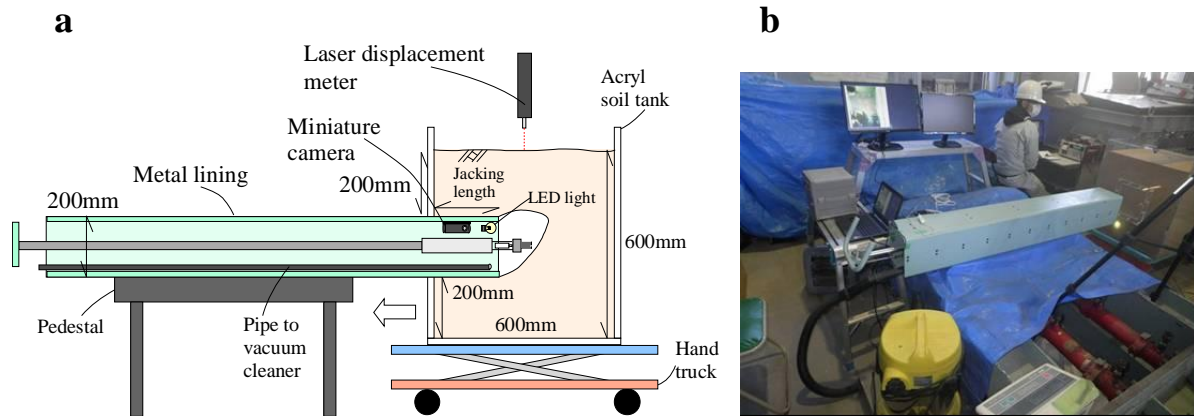 a
b
Laser displacement
meter
Acryl
soil tank
Miniature
camera
Metal lining
200mm
Jacking
length
LED light
200mm
600mm
200mm
600mm
Pedestal
Pipe to
vacuum
cleaner
Hand
truck